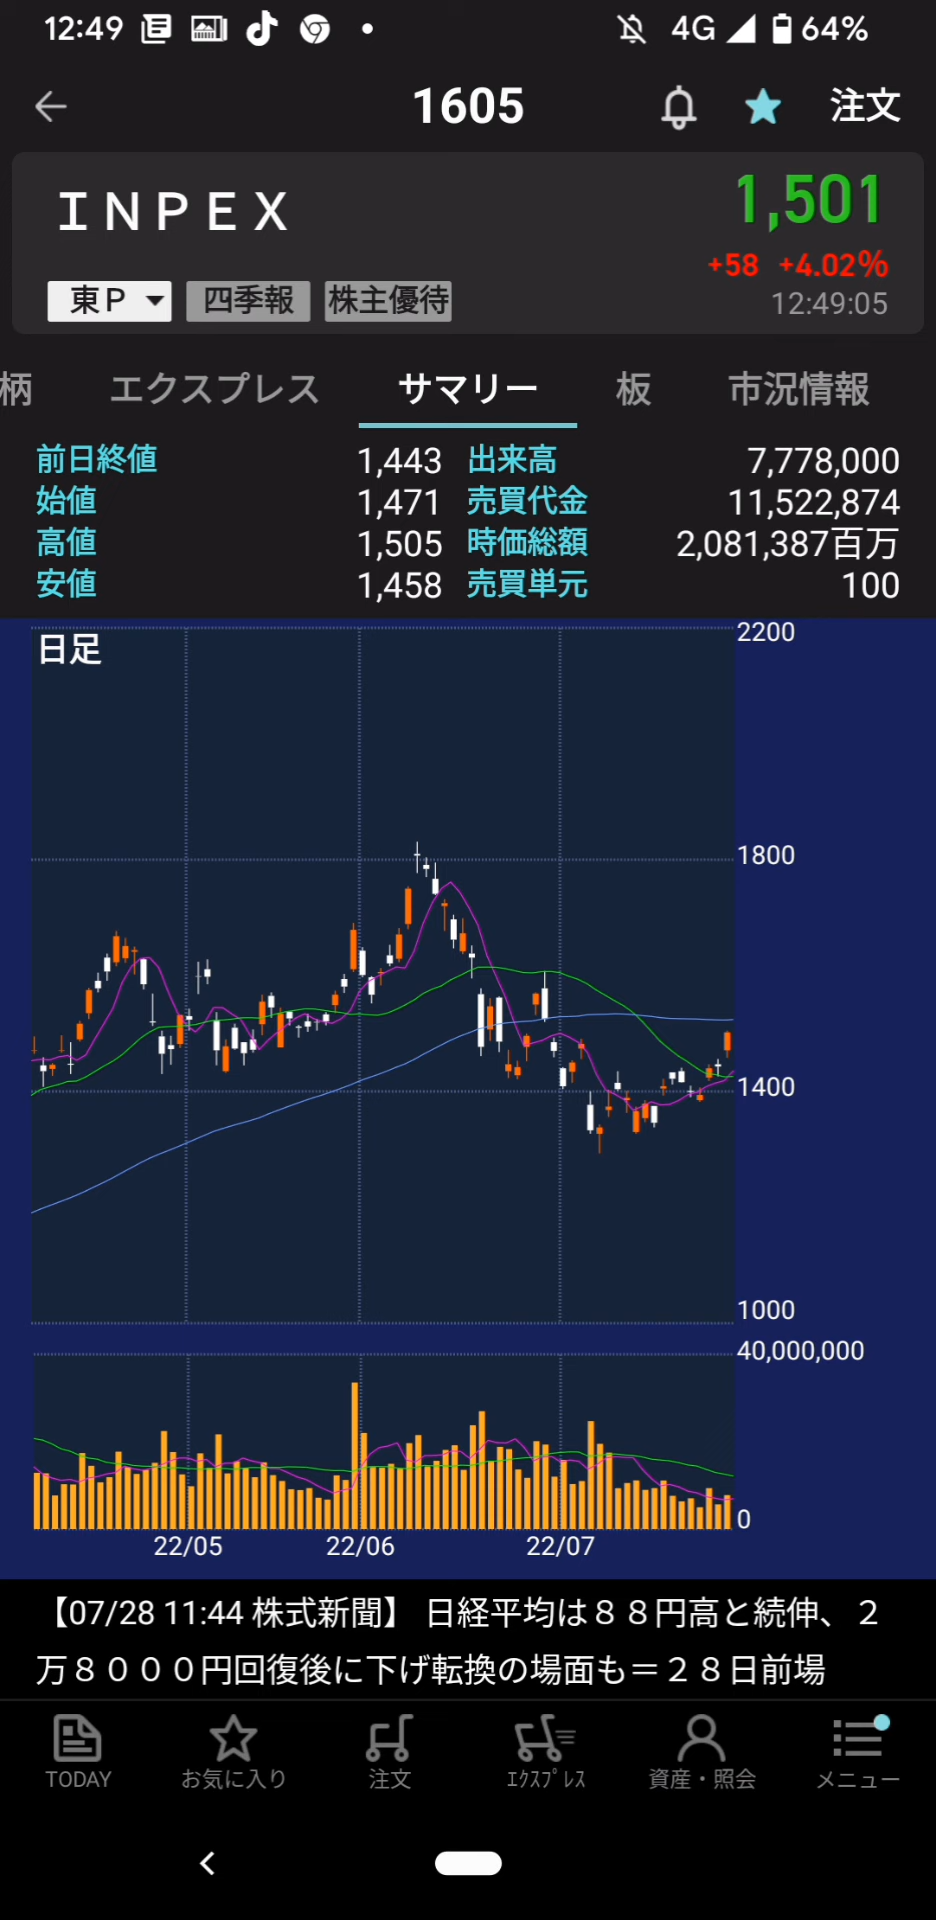 12:49 4G 64%
1605 注文
ＩＮＰＥＸ
1,501
+58 +4.02%
東Ｐ 四季報 株主優待 12:49:05
柄 エクスプレス サマリー 板 市況情報
前日終値 1,443 出来高 7,778,000
始値 1,471 売買代金 11,522,874
高値 1,505 時価総額 2,081,387百万
安値 1,458 売買単元 100
日足
2200
1800
1400
1000
40,000,000
0
22/05 22/06 22/07
【07/28 11:44 株式新聞】 日経平均は８８円高と続伸、２
万８０００円回復後に下げ転換の場面も＝２８日前場
TODAY お気に入り 注文 ｴｸｽﾌﾟﾚｽ 資産・照会 メニュー